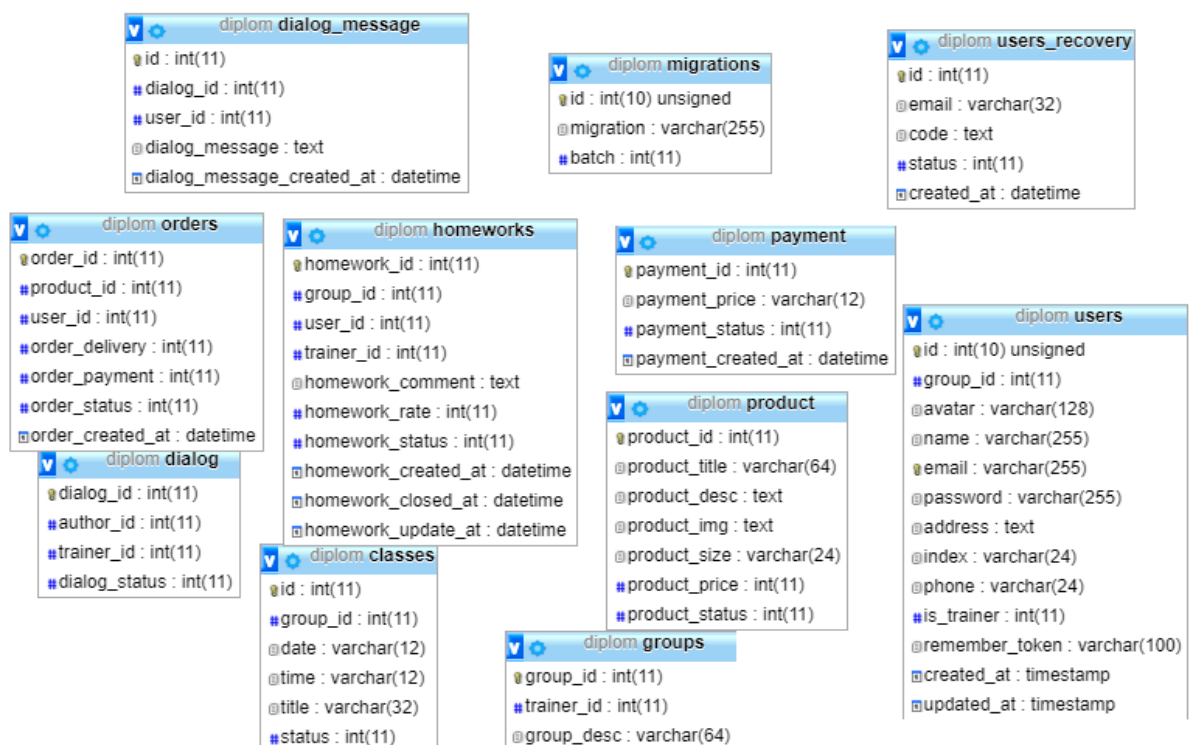 diplom dialog_message
id : int(11)
dialog_id : int(11)
user_id : int(11)
dialog_message : text
dialog_message_created_at : datetime
diplom migrations
id : int(10) unsigned
migration : varchar(255)
batch : int(11)
diplom users_recovery
id : int(11)
email : varchar(32)
code : text
status : int(11)
created_at : datetime
diplom orders
order_id : int(11)
product_id : int(11)
user_id : int(11)
order_delivery : int(11)
order_payment : int(11)
order_status : int(11)
order_created_at : datetime
diplom homeworks
homework_id : int(11)
group_id : int(11)
user_id : int(11)
trainer_id : int(11)
homework_comment : text
homework_rate : int(11)
homework_status : int(11)
homework_created_at : datetime
homework_closed_at : datetime
homework_update_at : datetime
diplom payment
payment_id : int(11)
payment_price : varchar(12)
payment_status : int(11)
payment_created_at : datetime
diplom users
id : int(10) unsigned
group_id : int(11)
avatar : varchar(128)
name : varchar(255)
email : varchar(255)
password : varchar(255)
address : text
index : varchar(24)
phone : varchar(24)
is_trainer : int(11)
remember_token : varchar(100)
created_at : timestamp
updated_at : timestamp
diplom product
product_id : int(11)
product_title : varchar(64)
product_desc : text
product_img : text
product_size : varchar(24)
product_price : int(11)
product_status : int(11)
diplom dialog
dialog_id : int(11)
author_id : int(11)
trainer_id : int(11)
dialog_status : int(11)
diplom classes
id : int(11)
group_id : int(11)
date : varchar(12)
time : varchar(12)
title : varchar(32)
status : int(11)
diplom groups
group_id : int(11)
trainer_id : int(11)
group_desc : varchar(64)